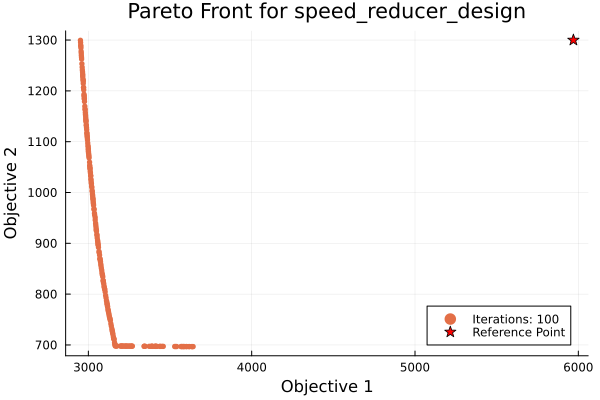 Pareto Front for speed_reducer_design
Objective 2
1300
1200
1100
1000
900
800
700
Iterations: 100
Reference Point
3000 4000 5000 6000
Objective 1